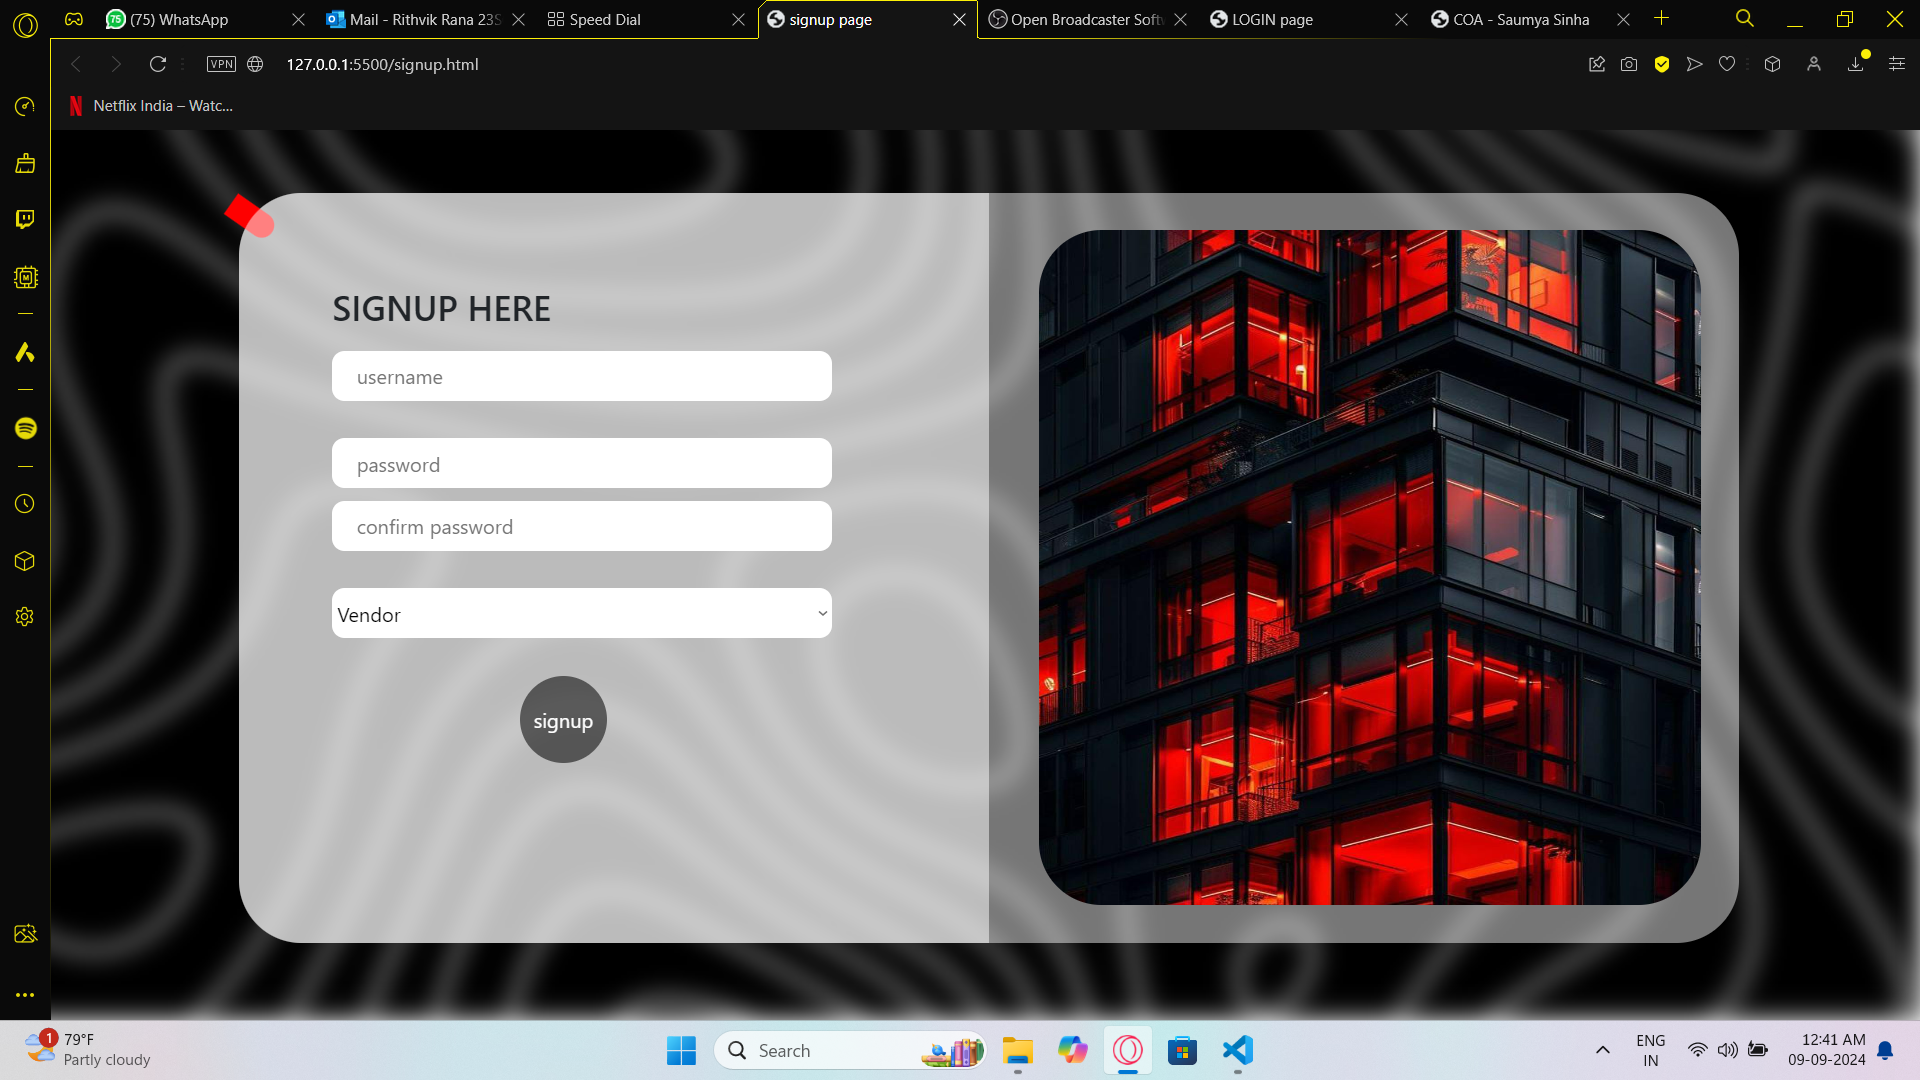 (75) WhatsApp
Mail - Rithvik Rana 23S
Speed Dial
signup page
Open Broadcaster Softw
LOGIN page
COA - Saumya Sinha
VPN
127.0.0.1:5500/signup.html
Netflix India – Watc...
SIGNUP HERE
username
password
confirm password
Vendor
signup
1
79°F
Partly cloudy
Search
ENG
IN
12:41 AM
09-09-2024